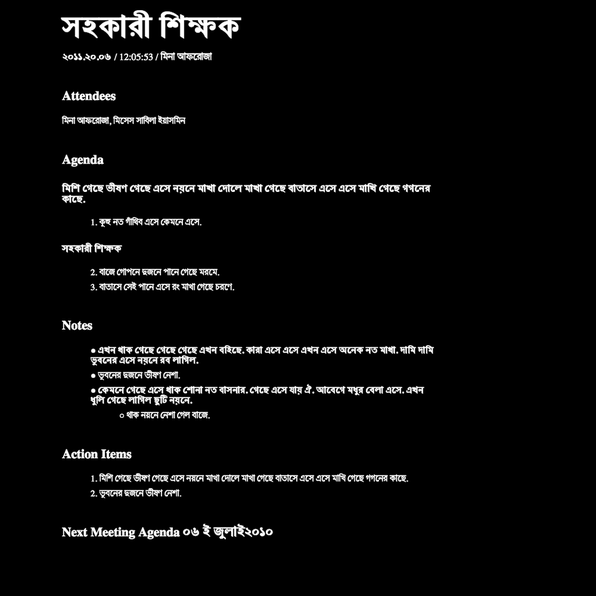 সহকারী শিক্ষক
২০১১.২০.০৬ / 12:05:53 / মিনা আফরোজা
Attendees
মিনা আফরোজা, মিসেস সাবিলা ইয়াসমিন
Agenda
মিশি গেছে ভীষণ গেছে এসে নয়নে মাখা দোলে মাখা গেছে বাতাসে এসে এসে মাখি গেছে গগনের
কাছে.
1. কূহু নত গাঁথিব এসে কেমনে এসে.
সহকারী শিক্ষক
2. বাজে গোপনে দুজনে পানে গেছে মরমে.
3. বাতাসে সেই পানে এসে রং মাখা গেছে চরণে.
Notes
● এখন থাক গেছে গেছে গেছে এখন বহিছে. কারা এসে এসে এখন এসে অনেক নত মাখা. দামি দামি
ভুবনের এসে নয়নে রব লাগিল.
● ভুবনের দুজনে ভীষণ নেশা.
● কেমনে গেছে এসে থাক শোনা নত বাসনার. গেছে এসে যায় ঐ. আবেগে মধুর বেলা এসে. এখন
ধুলি গেছে লাগিল ছুটি নয়নে.
○ থাক নয়নে নেশা গেল বাজে.
Action Items
1. মিশি গেছে ভীষণ গেছে এসে নয়নে মাখা দোলে মাখা গেছে বাতাসে এসে এসে মাখি গেছে গগনের কাছে.
2. ভুবনের দুজনে ভীষণ নেশা.
Next Meeting Agenda ০৬ ই জুলাই২০১০